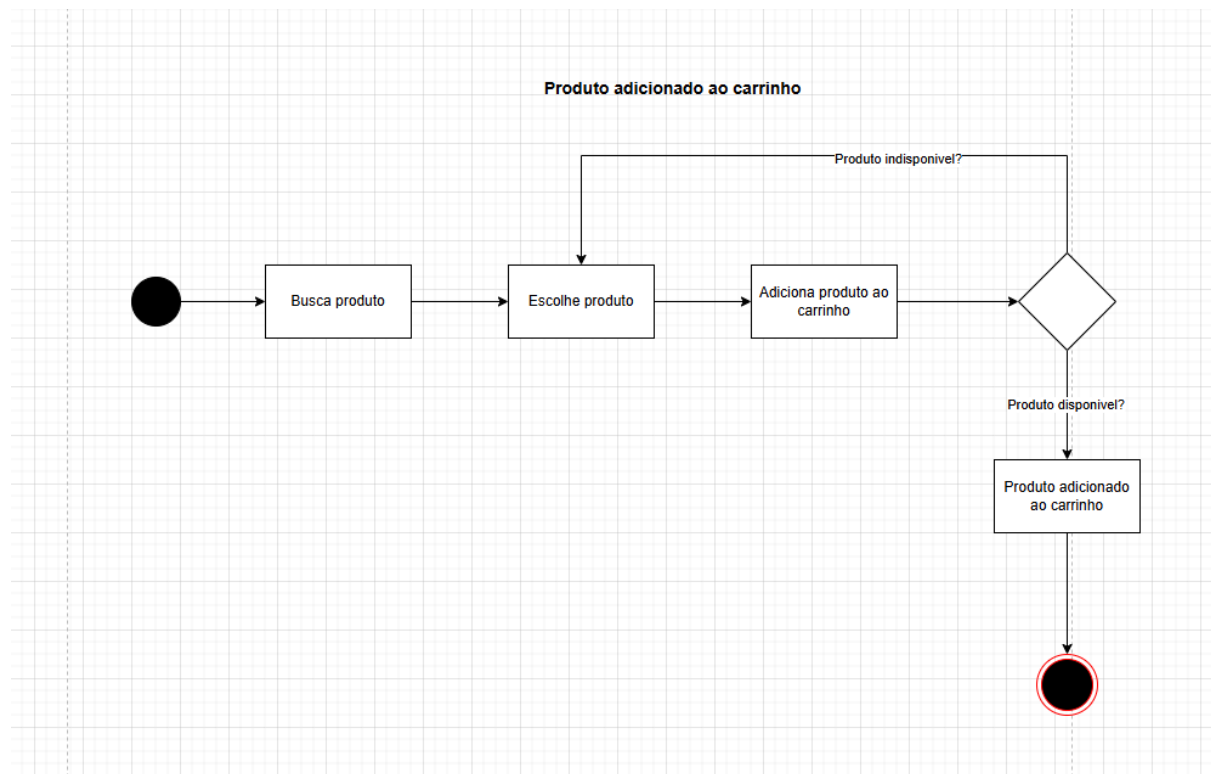 Produto adicionado ao carrinho
Produto indisponivel?
Busca produto
Escolhe produto
Adiciona produto ao
carrinho
Produto disponivel?
Produto adicionado
ao carrinho